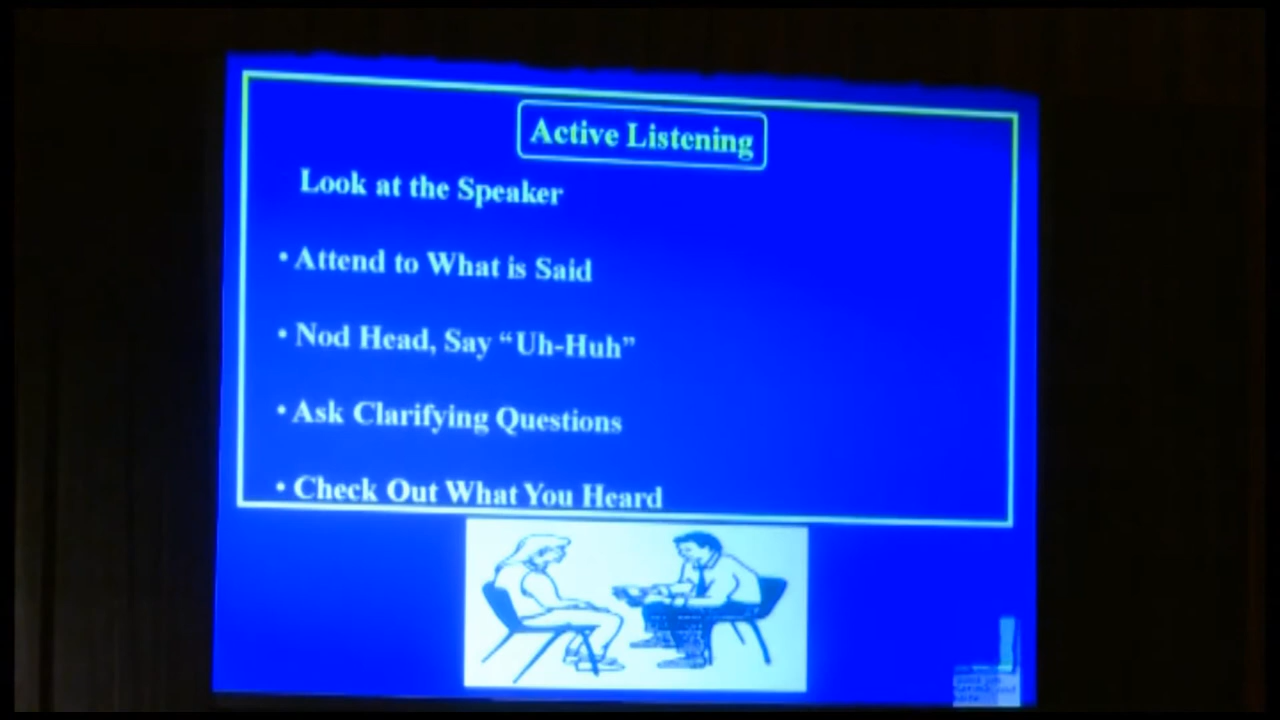 Active Listening
Look at the Speaker
• Attend to What is Said
• Nod Head, Say “Uh-Huh”
• Ask Clarifying Questions
• Check Out What You Heard